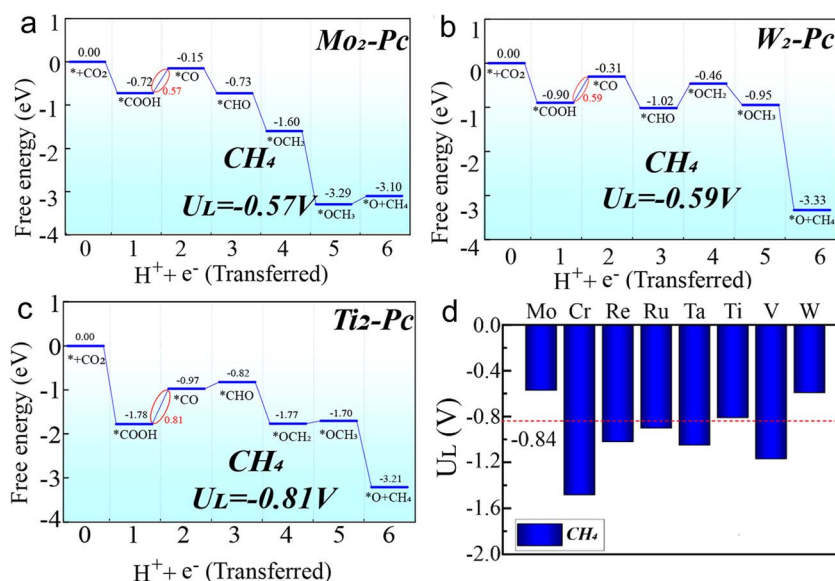 a
Mo₂-Pc
1
0
-1
-2
-3
-4
Free energy (eV)
0.00
*+CO₂
-0.72
*COOH
0.57
-0.15
*CO
-0.73
*CHO
-1.60
*OCH₂
-3.29
*OCH₃
-3.10
*O+CH₄
CH₄
UL=-0.57V
0 1 2 3 4 5 6
H⁺+ e⁻ (Transferred)
b
W₂-Pc
1
0
-1
-2
-3
-4
Free energy (eV)
0.00
*+CO₂
-0.90
*COOH
0.59
-0.31
*CO
-1.02
*CHO
-0.46
*OCH₂
-0.95
*OCH₃
-3.33
*O+CH₄
CH₄
UL=-0.59V
0 1 2 3 4 5 6
H⁺+ e⁻ (Transferred)
c
Ti₂-Pc
1
0
-1
-2
-3
-4
Free energy (eV)
0.00
*+CO₂
-1.78
*COOH
0.81
-0.97
*CO
-0.82
*CHO
-1.77
*OCH₂
-1.70
*OCH₃
-3.21
*O+CH₄
CH₄
UL=-0.81V
0 1 2 3 4 5 6
H⁺+ e⁻ (Transferred)
d
Mo Cr Re Ru Ta Ti V W
0.0
-0.4
-0.8
-1.2
-1.6
-2.0
UL (V)
-0.84
CH₄